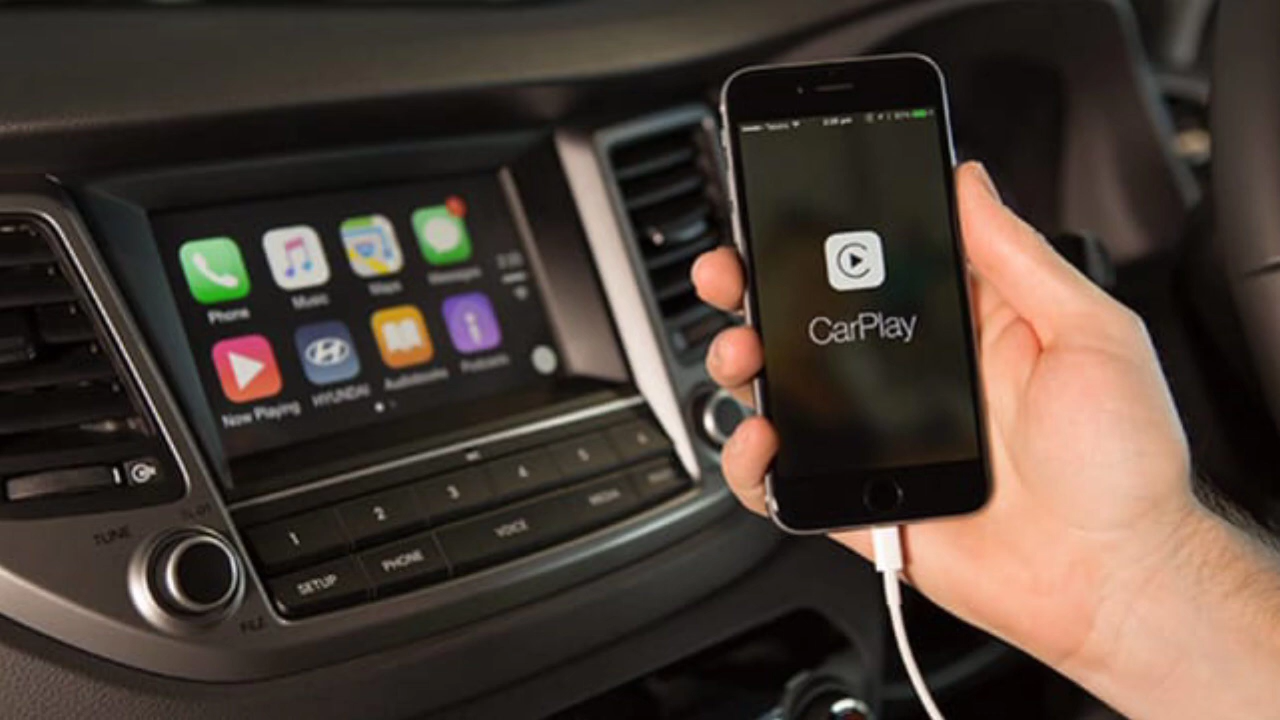 Phone
Music
Maps
Messages
Now Playing
HYUNDAI
Audiobooks
Podcasts
CarPlay
1
2
3
4
5
6
SETUP
PHONE
VOICE
MEDIA
TUNE
FILE